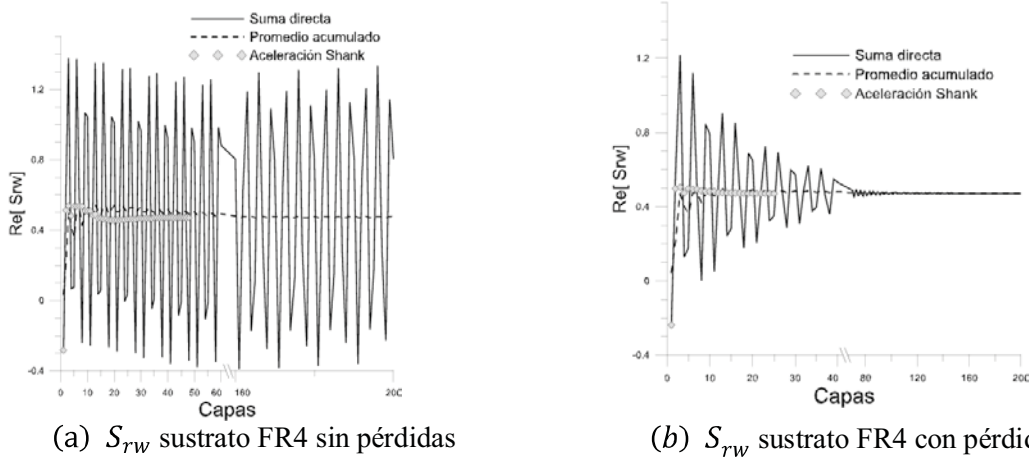 Suma directa
Promedio acumulado
Aceleración Shank
Re[ Srw]
1.2
0.8
0.4
0
-0.4
0 10 20 30 40 50 60 160 200
Capas
(a) S_rw sustrato FR4 sin pérdidas
Suma directa
Promedio acumulado
Aceleración Shank
Re[ Srw]
1.2
0.8
0.4
0
-0.4
0 10 20 30 40 80 120 160 200
Capas
(b) S_rw sustrato FR4 con